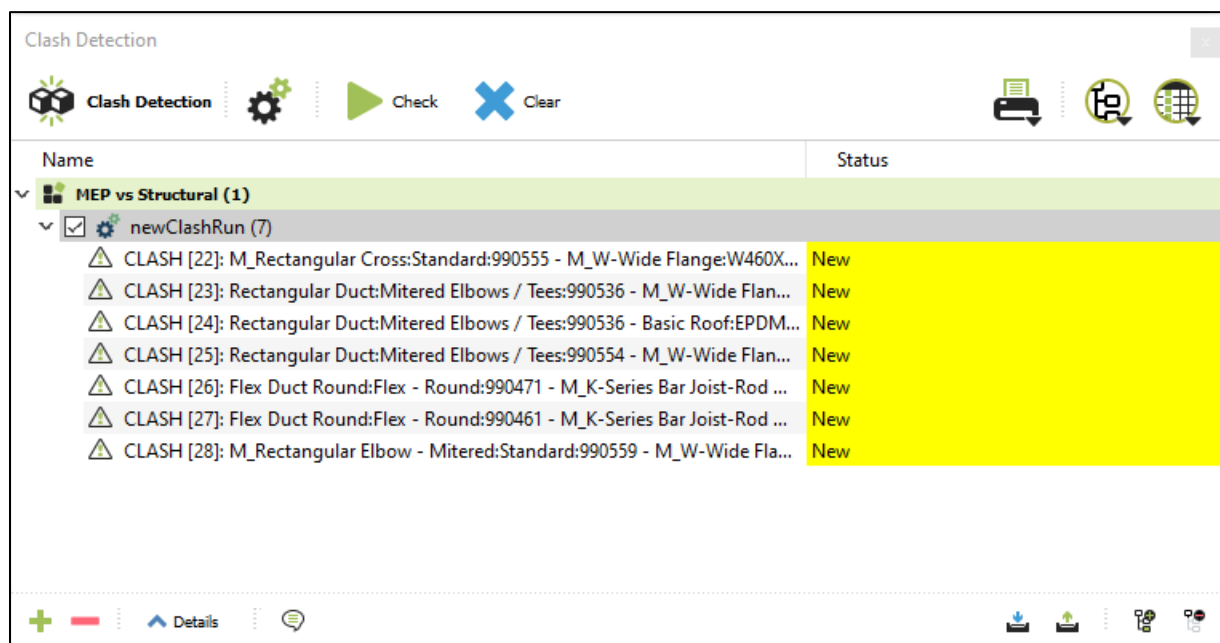 Clash Detection
Clash Detection Check Clear
Name Status
MEP vs Structural (1)
newClashRun (7)
CLASH [22]: M_Rectangular Cross:Standard:990555 - M_W-Wide Flange:W460X... New
CLASH [23]: Rectangular Duct:Mitered Elbows / Tees:990536 - M_W-Wide Flan... New
CLASH [24]: Rectangular Duct:Mitered Elbows / Tees:990536 - Basic Roof:EPDM... New
CLASH [25]: Rectangular Duct:Mitered Elbows / Tees:990554 - M_W-Wide Flan... New
CLASH [26]: Flex Duct Round:Flex - Round:990471 - M_K-Series Bar Joist-Rod ... New
CLASH [27]: Flex Duct Round:Flex - Round:990461 - M_K-Series Bar Joist-Rod ... New
CLASH [28]: M_Rectangular Elbow - Mitered:Standard:990559 - M_W-Wide Fla... New
Details